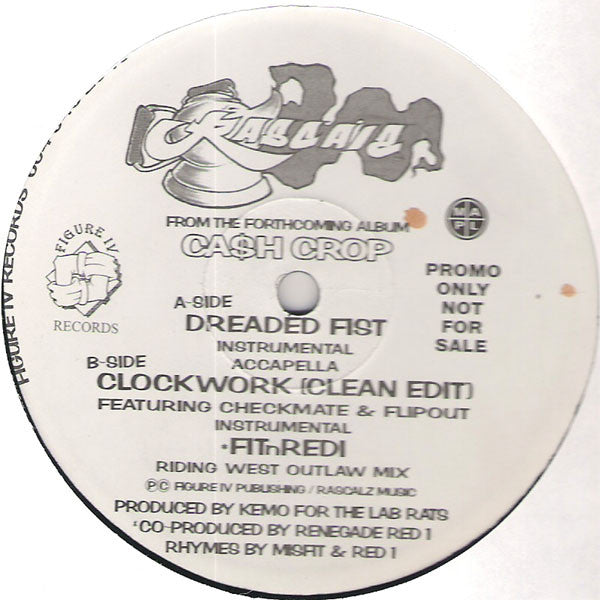 Rascalz
FROM THE FORTHCOMING ALBUM
CA$H CROP
MAPL
FIGURE IV
RECORDS
PROMO
ONLY
NOT
FOR
SALE
A-SIDE
DREADED FIST
INSTRUMENTAL
ACCAPELLA
B-SIDE
CLOCKWORK (CLEAN EDIT)
FEATURING CHECKMATE & FLIPOUT
INSTRUMENTAL
*FITnREDI
RIDING WEST OUTLAW MIX
℗© FIGURE IV PUBLISHING / RASCALZ MUSIC
PRODUCED BY KEMO FOR THE LAB RATS
*CO-PRODUCED BY RENEGADE RED 1
RHYMES BY MISFIT & RED 1
FIGURE IV RECORDS